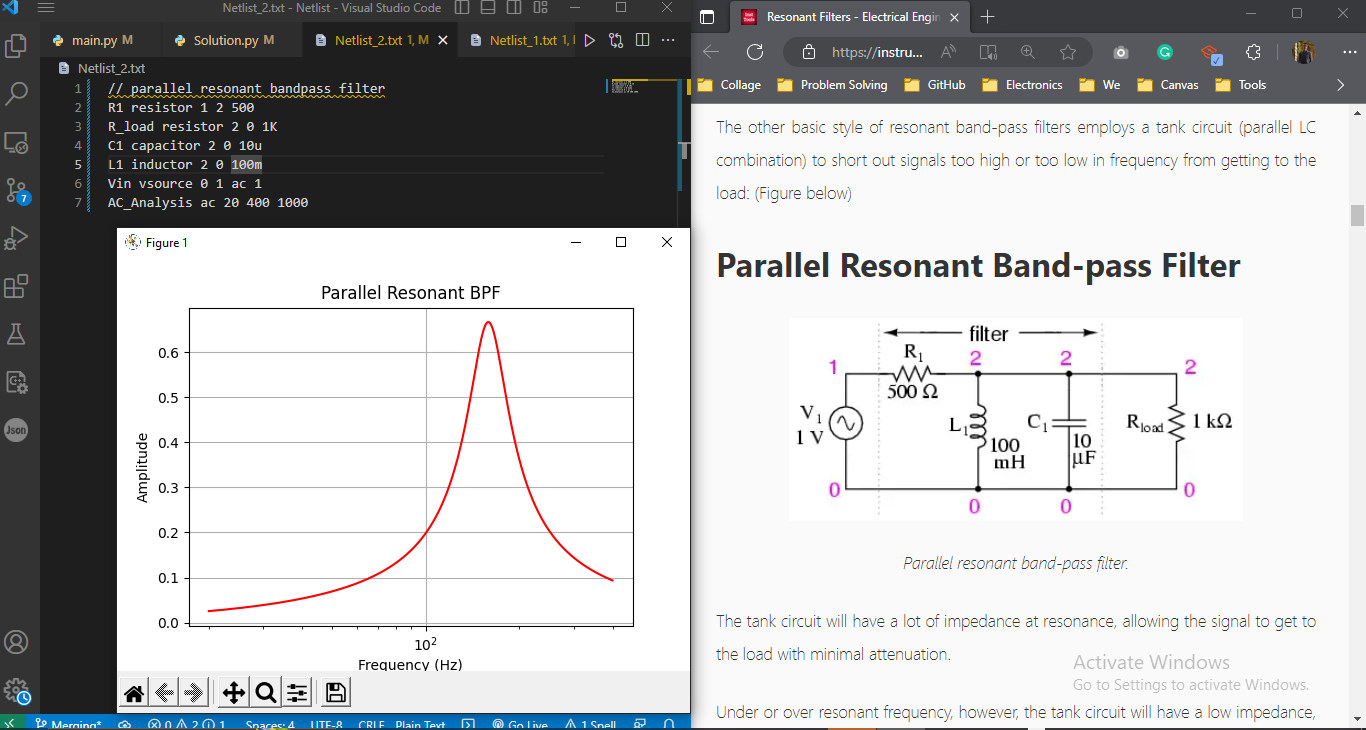 Netlist_2.txt - Netlist - Visual Studio Code
main.py M
Solution.py M
Netlist_2.txt 1, M
Netlist_1.txt 1,
Netlist_2.txt
1 // parallel resonant bandpass filter
2 R1 resistor 1 2 500
3 R_load resistor 2 0 1K
4 C1 capacitor 2 0 10u
5 L1 inductor 2 0 100m
6 Vin vsource 0 1 ac 1
7 AC_Analysis ac 20 400 1000
7
Json
Figure 1
Parallel Resonant BPF
Amplitude
0.6
0.5
0.4
0.3
0.2
0.1
0.0
10²
Frequency (Hz)
Merging* 0 2 1 Spaces: 4 UTF-8 CRLF Plain Text Go Live 1 Spell
Resonant Filters - Electrical Engin
https://instru...
Collage Problem Solving GitHub Electronics We Canvas Tools
The other basic style of resonant band-pass filters employs a tank circuit (parallel LC
combination) to short out signals too high or too low in frequency from getting to the
load: (Figure below)
Parallel Resonant Band-pass Filter
filter
1 R₁ 2 2 2
500 Ω
V₁
1 V
L₁
100
mH
C₁
10
μF
Rload 1 kΩ
0 0 0 0
Parallel resonant band-pass filter.
The tank circuit will have a lot of impedance at resonance, allowing the signal to get to
the load with minimal attenuation.
Activate Windows
Go to Settings to activate Windows.
Under or over resonant frequency, however, the tank circuit will have a low impedance,